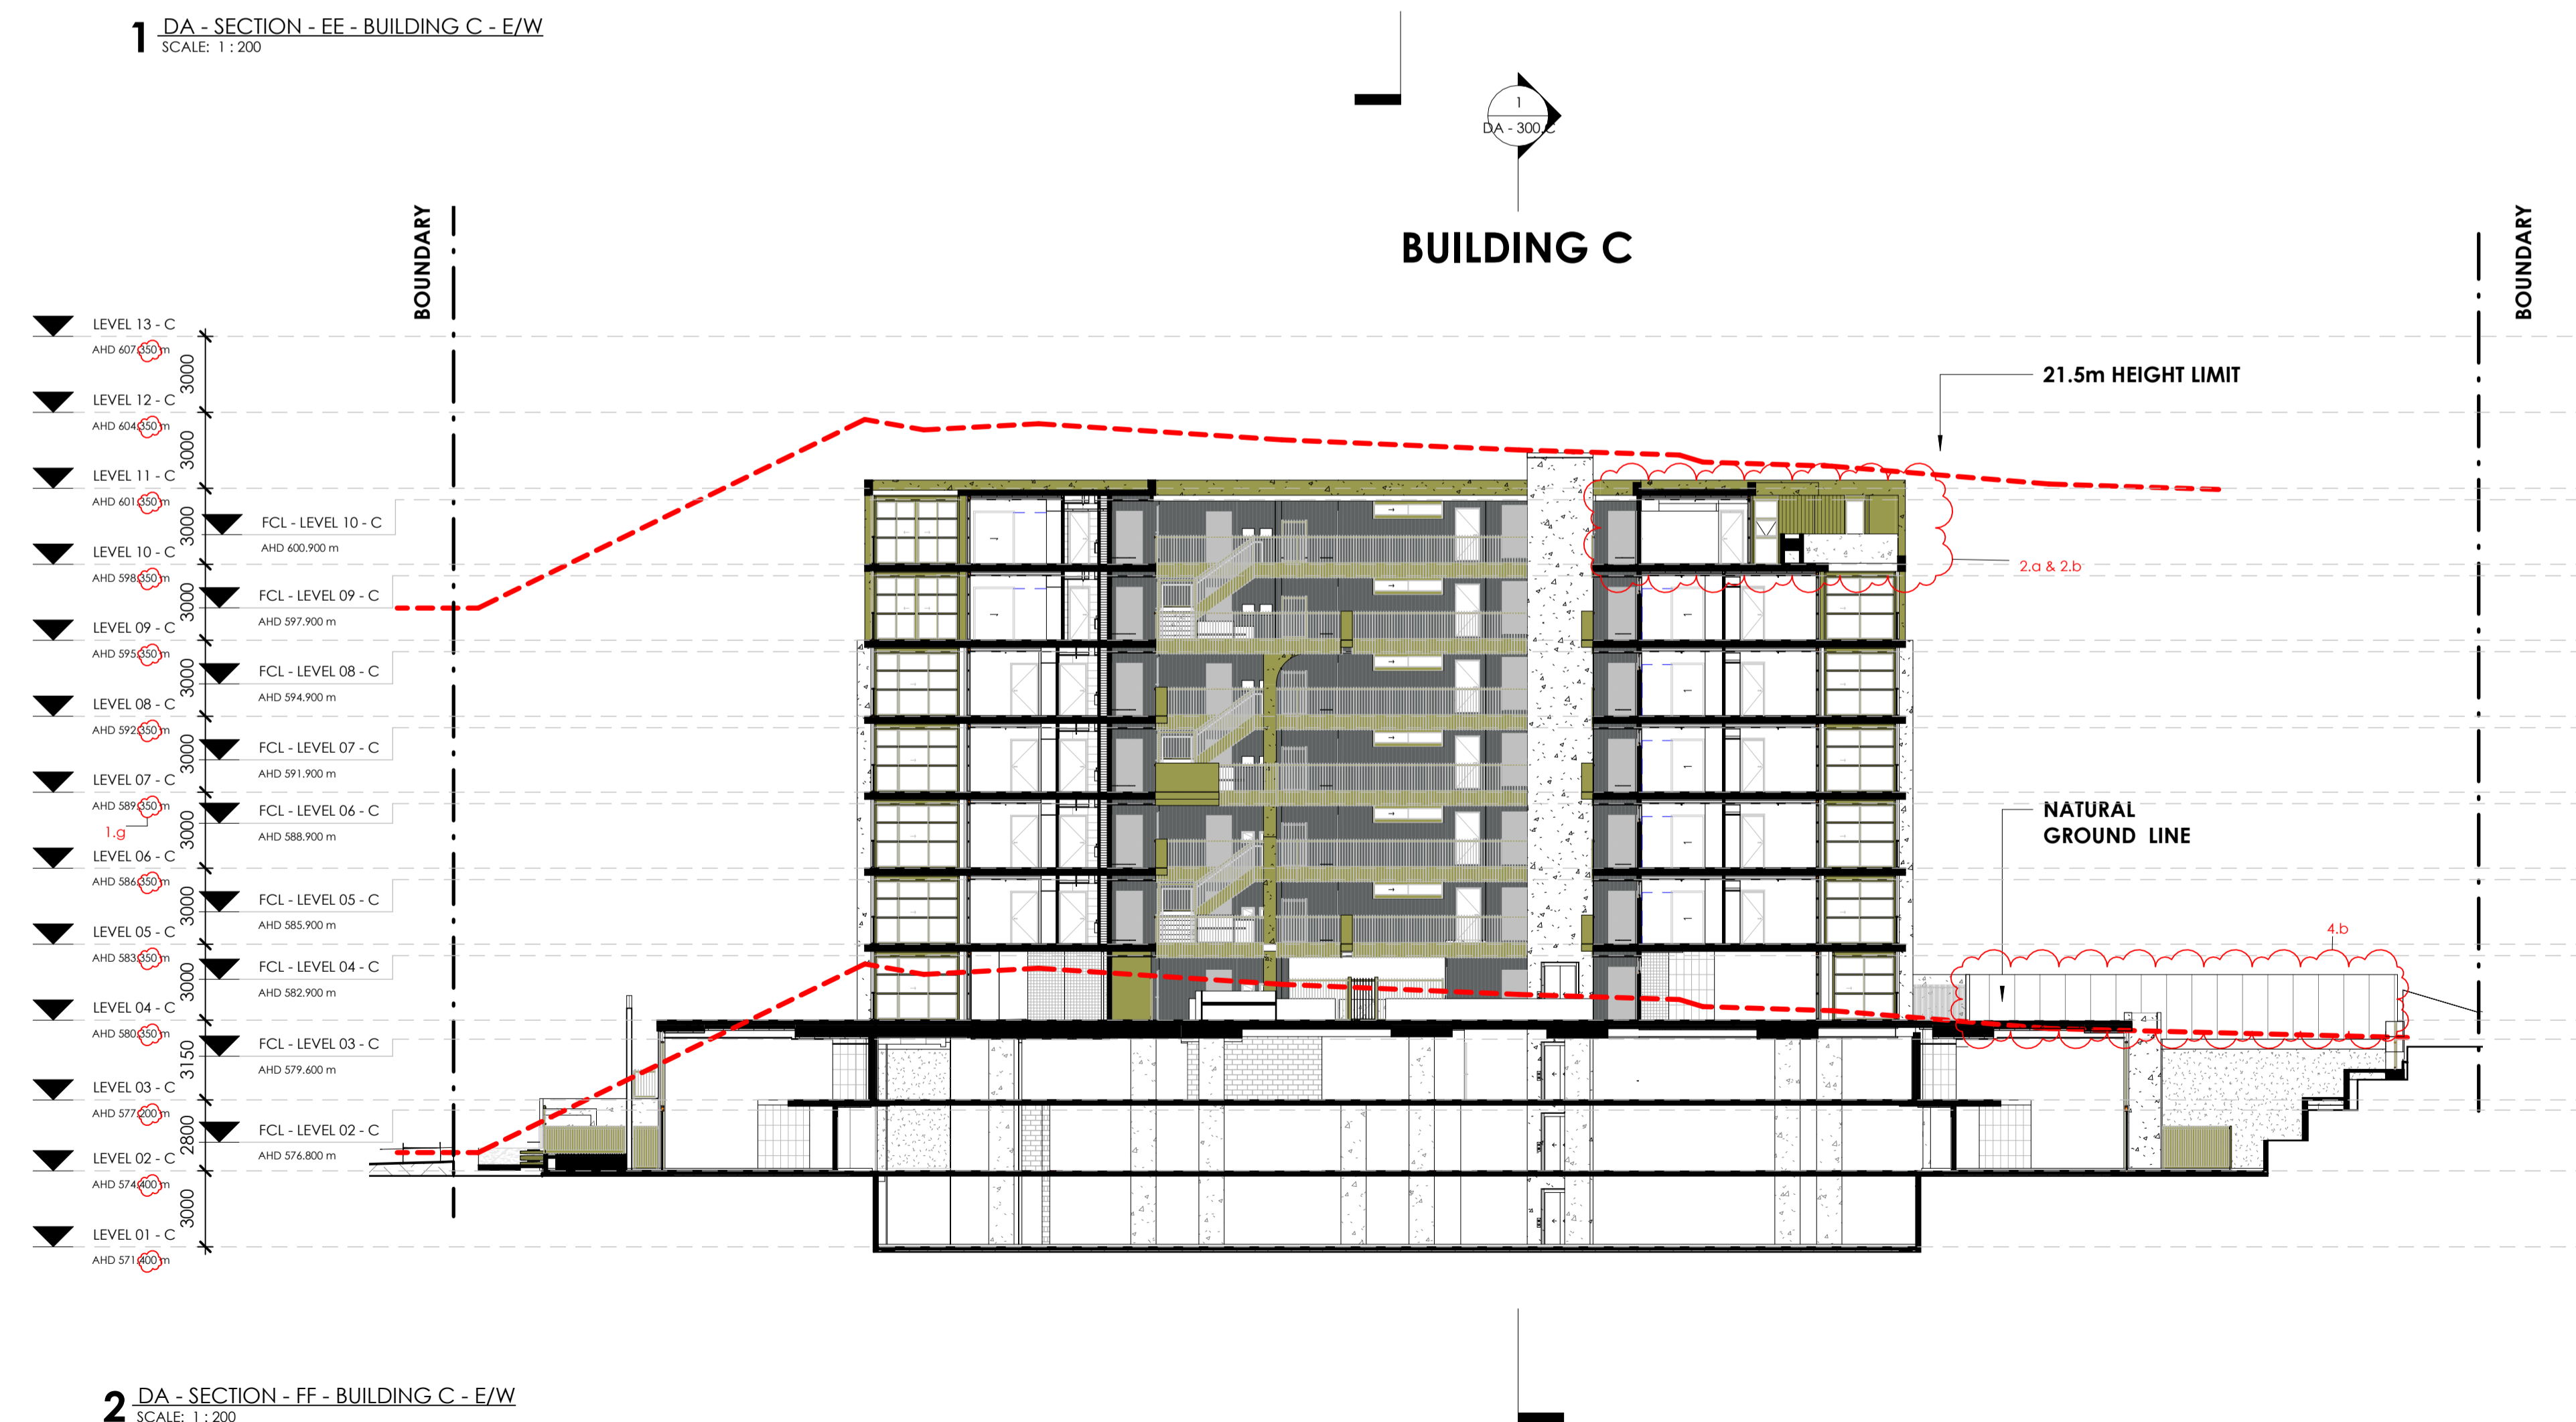 1 DA - SECTION - EE - BUILDING C - E/W
SCALE: 1 : 200
1
DA - 300.C
BUILDING C
BOUNDARY
BOUNDARY
LEVEL 13 - C
AHD 607.350 m
3000
LEVEL 12 - C
AHD 604.350 m
21.5m HEIGHT LIMIT
3000
LEVEL 11 - C
AHD 601.350 m
FCL - LEVEL 10 - C
AHD 600.900 m
3000
LEVEL 10 - C
AHD 598.350 m
2.a & 2.b
FCL - LEVEL 09 - C
AHD 597.900 m
3000
LEVEL 09 - C
AHD 595.350 m
FCL - LEVEL 08 - C
AHD 594.900 m
3000
LEVEL 08 - C
AHD 592.350 m
FCL - LEVEL 07 - C
AHD 591.900 m
3000
LEVEL 07 - C
AHD 589.350 m
1.g
FCL - LEVEL 06 - C
AHD 588.900 m
3000
NATURAL
GROUND LINE
LEVEL 06 - C
AHD 586.350 m
FCL - LEVEL 05 - C
AHD 585.900 m
3000
LEVEL 05 - C
AHD 583.350 m
4.b
FCL - LEVEL 04 - C
AHD 582.900 m
3000
LEVEL 04 - C
AHD 580.350 m
FCL - LEVEL 03 - C
AHD 579.600 m
3150
LEVEL 03 - C
AHD 577.200 m
FCL - LEVEL 02 - C
AHD 576.800 m
2800
LEVEL 02 - C
AHD 574.400 m
3000
LEVEL 01 - C
AHD 571.400 m
2 DA - SECTION - FF - BUILDING C - E/W
SCALE: 1 : 200